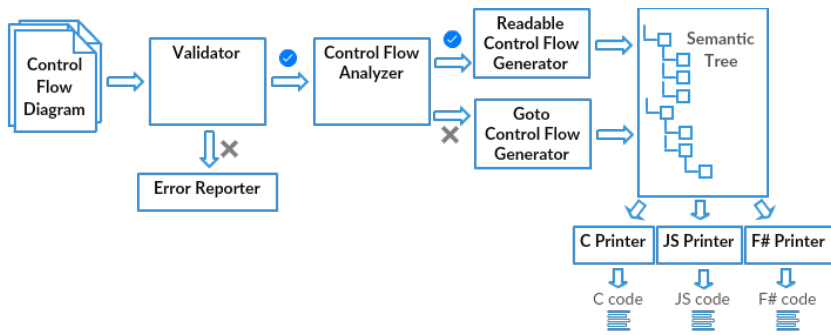 Control
Flow
Diagram
Validator
Error Reporter
Control Flow
Analyzer
Readable
Control Flow
Generator
Goto
Control Flow
Generator
Semantic
Tree
C Printer
JS Printer
F# Printer
C code
JS code
F# code